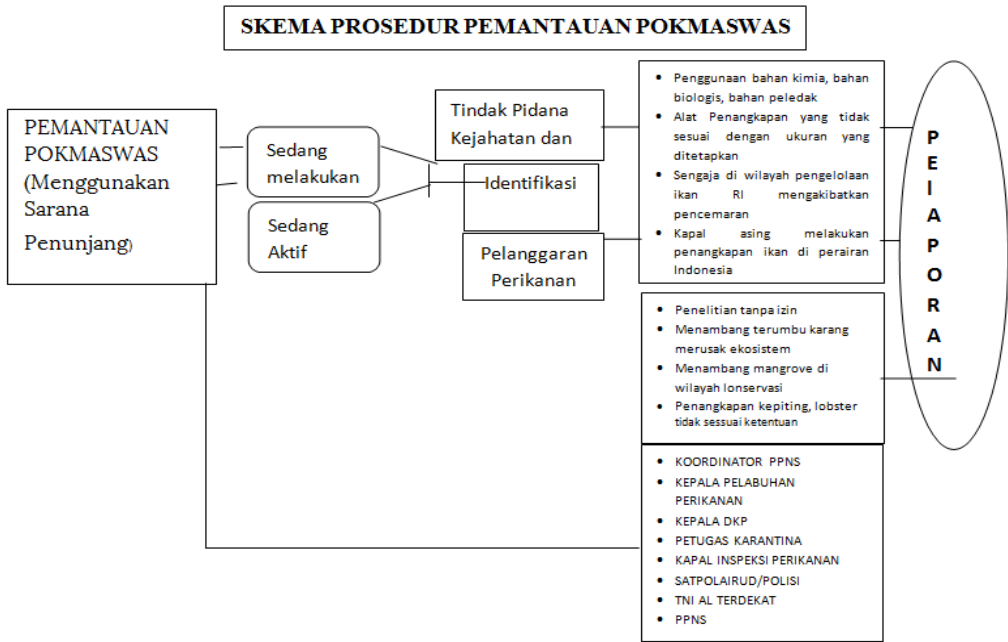 SKEMA PROSEDUR PEMANTAUAN POKMASWAS
PEMANTAUAN
POKMASWAS
(Menggunakan
Sarana
Penunjang)
Sedang
melakukan
Sedang
Aktif
Tindak Pidana
Kejahatan dan
Identifikasi
Pelanggaran
Perikanan
• Penggunaan bahan kimia, bahan
biologis, bahan peledak
• Alat Penangkapan yang tidak
sesuai dengan ukuran yang
ditetapkan
• Sengaja di wilayah pengelolaan
ikan RI mengakibatkan
pencemaran
• Kapal asing melakukan
penangkapan ikan di perairan
Indonesia
• Penelitian tanpa izin
• Menambang terumbu karang
merusak ekosistem
• Menambang mangrove di
wilayah lonservasi
• Penangkapan kepiting, lobster
tidak sessuai ketentuan
• KOORDINATOR PPNS
• KEPALA PELABUHAN
PERIKANAN
• KEPALA DKP
• PETUGAS KARANTINA
• KAPAL INSPEKSI PERIKANAN
• SATPOLAIRUD/POLISI
• TNI AL TERDEKAT
• PPNS
P
E
l
A
P
O
R
A
N